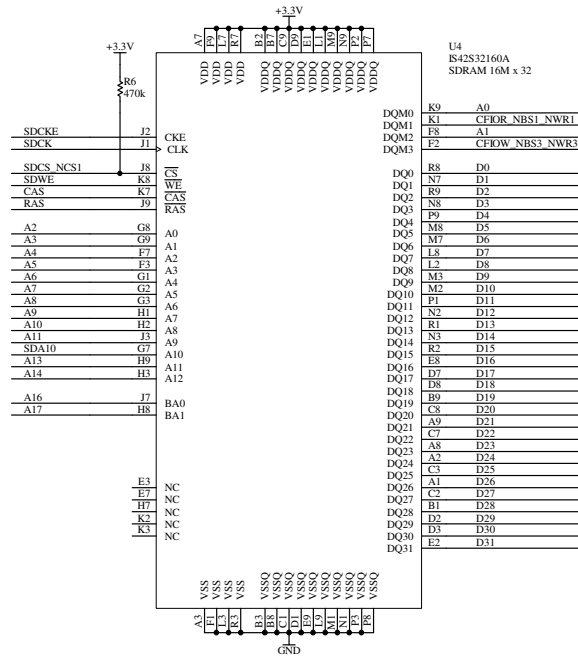 +3.3V
A7 F9 L7 R7 B2 B7 C9 D9 E1 L1 M9 N9 P2 P7
VDD VDD VDD VDD VDDQ VDDQ VDDQ VDDQ VDDQ VDDQ VDDQ VDDQ VDDQ VDDQ
U4
IS42S32160A
SDRAM 16M x 32
+3.3V
R6
470k
SDCKE J2 CKE
SDCK J1 CLK
SDCS_NCS1 J8 CS
SDWE K8 WE
CAS K7 CAS
RAS J9 RAS
A2 G8 A0
A3 G9 A1
A4 F7 A2
A5 F3 A3
A6 G1 A4
A7 G2 A5
A8 G3 A6
A9 H1 A7
A10 H2 A8
A11 J3 A9
SDA10 G7 A10
A13 H9 A11
A14 H3 A12
A16 J7 BA0
A17 H8 BA1
E3 NC
E7 NC
H7 NC
K2 NC
K3 NC
DQM0 K9 A0
DQM1 K1 CFIOR_NBS1_NWR1
DQM2 F8 A1
DQM3 F2 CFIOW_NBS3_NWR3
DQ0 R8 D0
DQ1 N7 D1
DQ2 R9 D2
DQ3 N8 D3
DQ4 P9 D4
DQ5 M8 D5
DQ6 M7 D6
DQ7 L8 D7
DQ8 L2 D8
DQ9 M3 D9
DQ10 M2 D10
DQ11 P1 D11
DQ12 N2 D12
DQ13 R1 D13
DQ14 N3 D14
DQ15 R2 D15
DQ16 E8 D16
DQ17 D7 D17
DQ18 D8 D18
DQ19 B9 D19
DQ20 C8 D20
DQ21 A9 D21
DQ22 C7 D22
DQ23 A8 D23
DQ24 A2 D24
DQ25 C3 D25
DQ26 A1 D26
DQ27 C2 D27
DQ28 B1 D28
DQ29 D2 D29
DQ30 D3 D30
DQ31 E2 D31
VSS VSS VSS VSS VSSQ VSSQ VSSQ VSSQ VSSQ VSSQ VSSQ VSSQ VSSQ VSSQ
A3 F1 L3 R3 B3 B8 C1 D1 E9 L9 M1 N1 P3 P8
GND